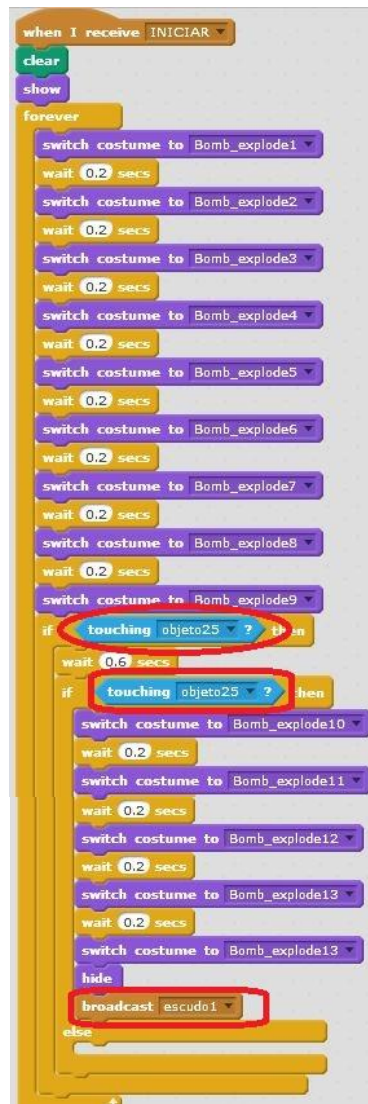 when I receive INICIAR
clear
show
forever
switch costume to Bomb_explode1
wait 0.2 secs
switch costume to Bomb_explode2
wait 0.2 secs
switch costume to Bomb_explode3
wait 0.2 secs
switch costume to Bomb_explode4
wait 0.2 secs
switch costume to Bomb_explode5
wait 0.2 secs
switch costume to Bomb_explode6
wait 0.2 secs
switch costume to Bomb_explode7
wait 0.2 secs
switch costume to Bomb_explode8
wait 0.2 secs
switch costume to Bomb_explode9
if touching objeto25 ? then
wait 0.6 secs
if touching objeto25 ? then
switch costume to Bomb_explode10
wait 0.2 secs
switch costume to Bomb_explode11
wait 0.2 secs
switch costume to Bomb_explode12
wait 0.2 secs
switch costume to Bomb_explode13
wait 0.2 secs
switch costume to Bomb_explode13
hide
broadcast escudo1
else